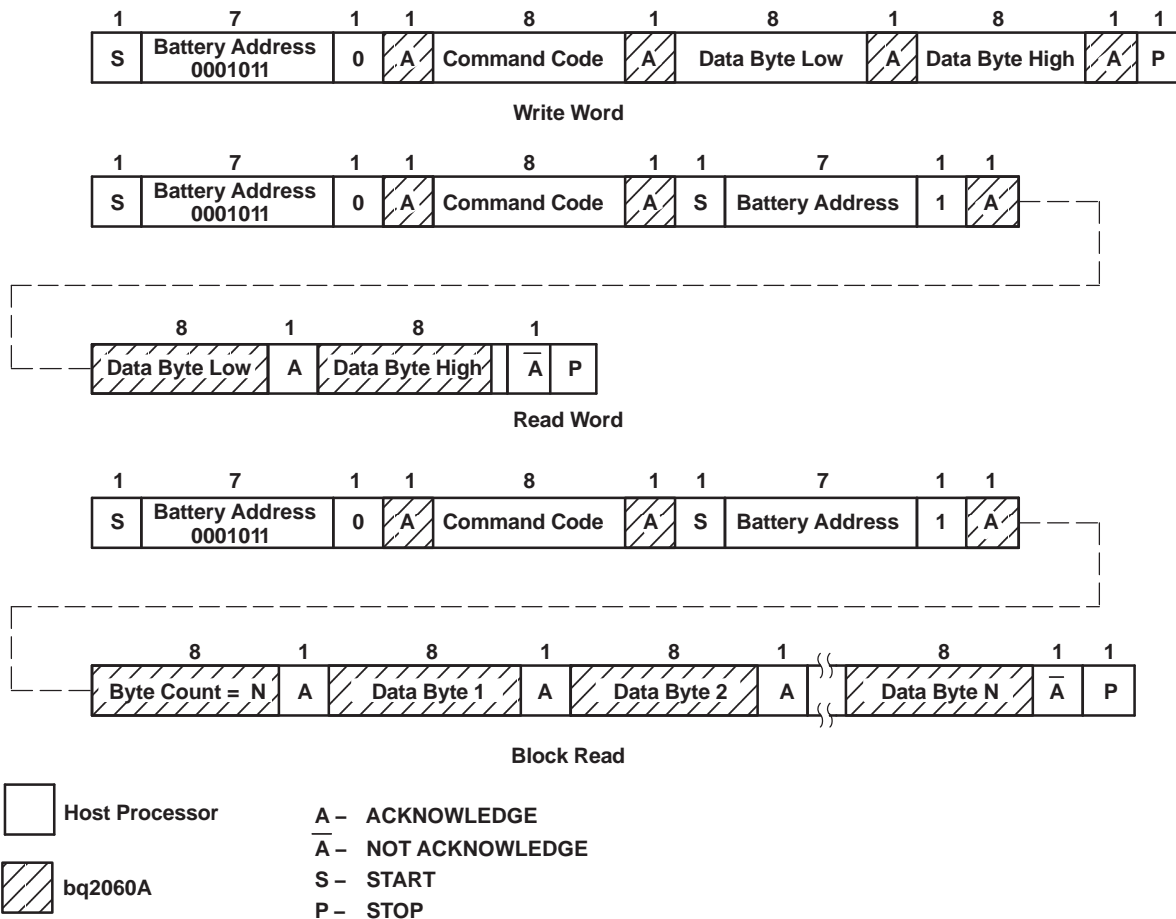 1 7 1 1 8 1 8 1 8 1 1
S Battery Address 0 A Command Code A Data Byte Low A Data Byte High A P
0001011
Write Word
1 7 1 1 8 1 1 7 1 1
S Battery Address 0 A Command Code A S Battery Address 1 A
0001011
8 1 8 1
Data Byte Low A Data Byte High A̅ P
Read Word
1 7 1 1 8 1 1 7 1 1
S Battery Address 0 A Command Code A S Battery Address 1 A
0001011
8 1 8 1 8 1 8 1 1
Byte Count = N A Data Byte 1 A Data Byte 2 A Data Byte N A̅ P
Block Read
Host Processor
bq2060A
A – ACKNOWLEDGE
A̅ – NOT ACKNOWLEDGE
S – START
P – STOP